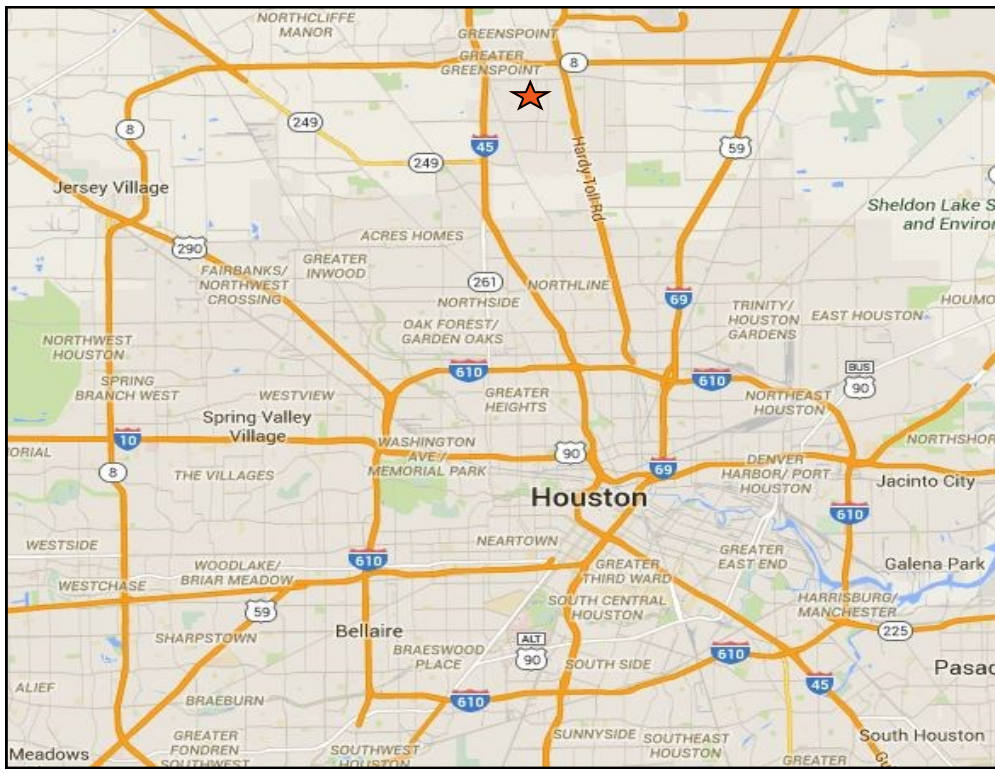 NORTHCLIFFE
MANOR
GREENSPOINT
GREATER
GREENSPOINT
8
249
8
45
Hardy Toll Rd
59
249
Jersey Village
Sheldon Lake S
and Environ
290
ACRES HOMES
GREATER
INWOOD
FAIRBANKS/
NORTHWEST
CROSSING
261
NORTHSIDE
NORTHLINE
69
TRINITY/
HOUSTON
GARDENS
EAST HOUSTON
HOUMO
OAK FOREST/
GARDEN OAKS
NORTHWEST
HOUSTON
610
610
BUS
90
SPRING
BRANCH WEST
WESTVIEW
GREATER
HEIGHTS
NORTHEAST
HOUSTON
Spring Valley
Village
10
ORIAL
WASHINGTON
AVE /
MEMORIAL PARK
90
NORTHSHOR
8
THE VILLAGES
69
DENVER
HARBOR/ PORT
HOUSTON
Jacinto City
Houston
610
WESTSIDE
NEARTOWN
610
WOODLAKE/
BRIAR MEADOW
GREATER
THIRD WARD
GREATER
EAST END
Galena Park
WESTCHASE
59
SOUTH CENTRAL
HOUSTON
HARRISBURG/
MANCHESTER
SHARPSTOWN
Bellaire
BRAESWOOD
PLACE
ALT
90
SOUTH SIDE
610
225
Pasad
ALIEF
BRAEBURN
610
45
GREATER
FONDREN
SOUTHWEST
SOUTHWEST
HOUSTON
SUNNYSIDE
SOUTHEAST
HOUSTON
South Houston
Meadows
GREATER
Gu